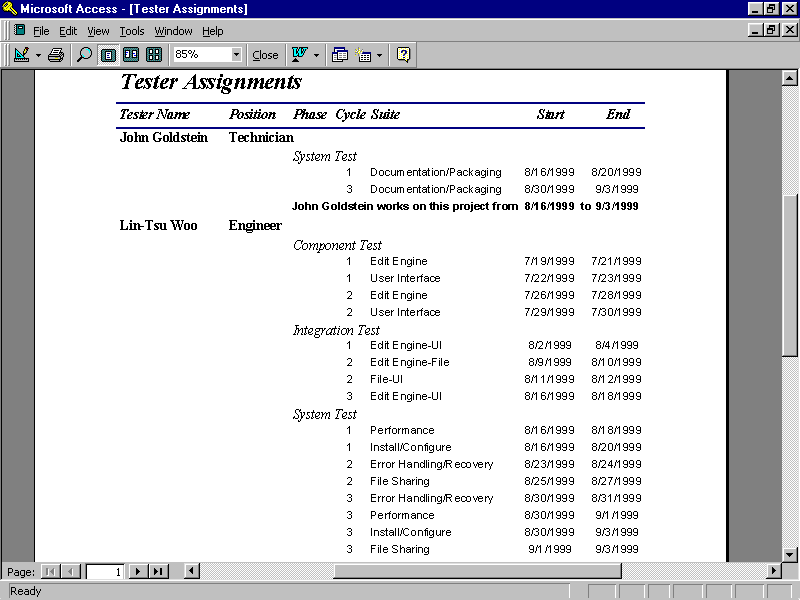 Microsoft Access - [Tester Assignments]
File Edit View Tools Window Help
85% Close W
Tester Assignments
Tester Name Position Phase Cycle Suite Start End
John Goldstein Technician
System Test
1 Documentation/Packaging 8/16/1999 8/20/1999
3 Documentation/Packaging 8/30/1999 9/3/1999
John Goldstein works on this project from 8/16/1999 to 9/3/1999
Lin-Tsu Woo Engineer
Component Test
1 Edit Engine 7/19/1999 7/21/1999
1 User Interface 7/22/1999 7/23/1999
2 Edit Engine 7/26/1999 7/28/1999
2 User Interface 7/29/1999 7/30/1999
Integration Test
1 Edit Engine-UI 8/2/1999 8/4/1999
2 Edit Engine-File 8/9/1999 8/10/1999
2 File-UI 8/11/1999 8/12/1999
3 Edit Engine-UI 8/16/1999 8/18/1999
System Test
1 Performance 8/16/1999 8/18/1999
1 Install/Configure 8/16/1999 8/20/1999
2 Error Handling/Recovery 8/23/1999 8/24/1999
2 File Sharing 8/25/1999 8/27/1999
3 Error Handling/Recovery 8/30/1999 8/31/1999
3 Performance 8/30/1999 9/1/1999
3 Install/Configure 8/30/1999 9/3/1999
3 File Sharing 9/1/1999 9/3/1999
Page: 1
Ready